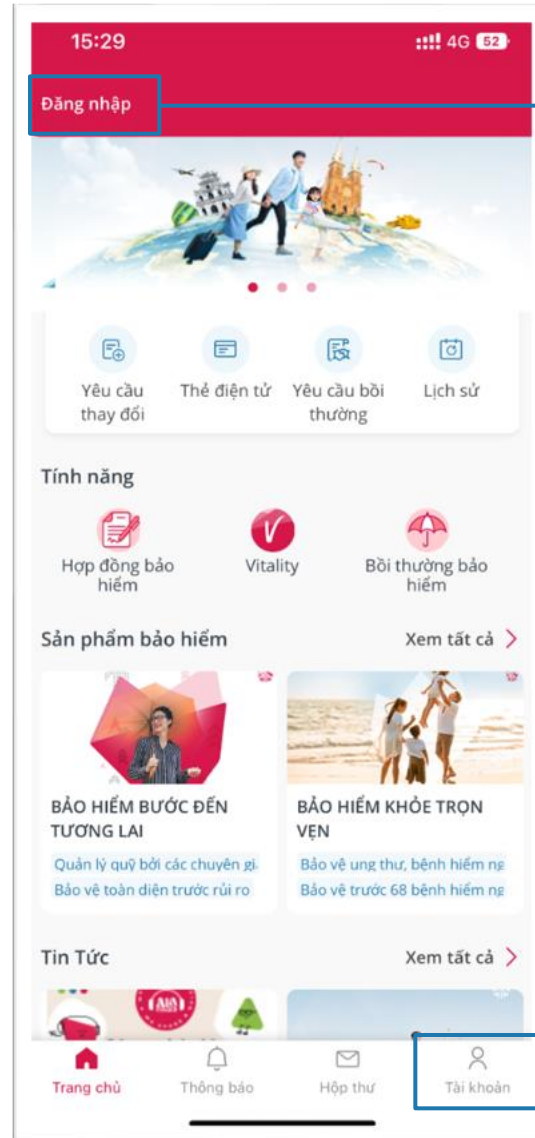 15:29 4G 52
Đăng nhập
Yêu cầu Thẻ điện tử Yêu cầu bồi Lịch sử
thay đổi thường
Tính năng
Hợp đồng bảo Vitality Bồi thường bảo
hiểm hiểm
Sản phẩm bảo hiểm Xem tất cả
BẢO HIỂM BƯỚC ĐẾN
TƯƠNG LAI
Quản lý quỹ bởi các chuyên gi
Bảo vệ toàn diện trước rủi ro
BẢO HIỂM KHỎE TRỌN
VẸN
Bảo vệ ung thư, bệnh hiểm ng
Bảo vệ trước 68 bệnh hiểm ng
Tin Tức Xem tất cả
Trang chủ Thông báo Hộp thư Tài khoản